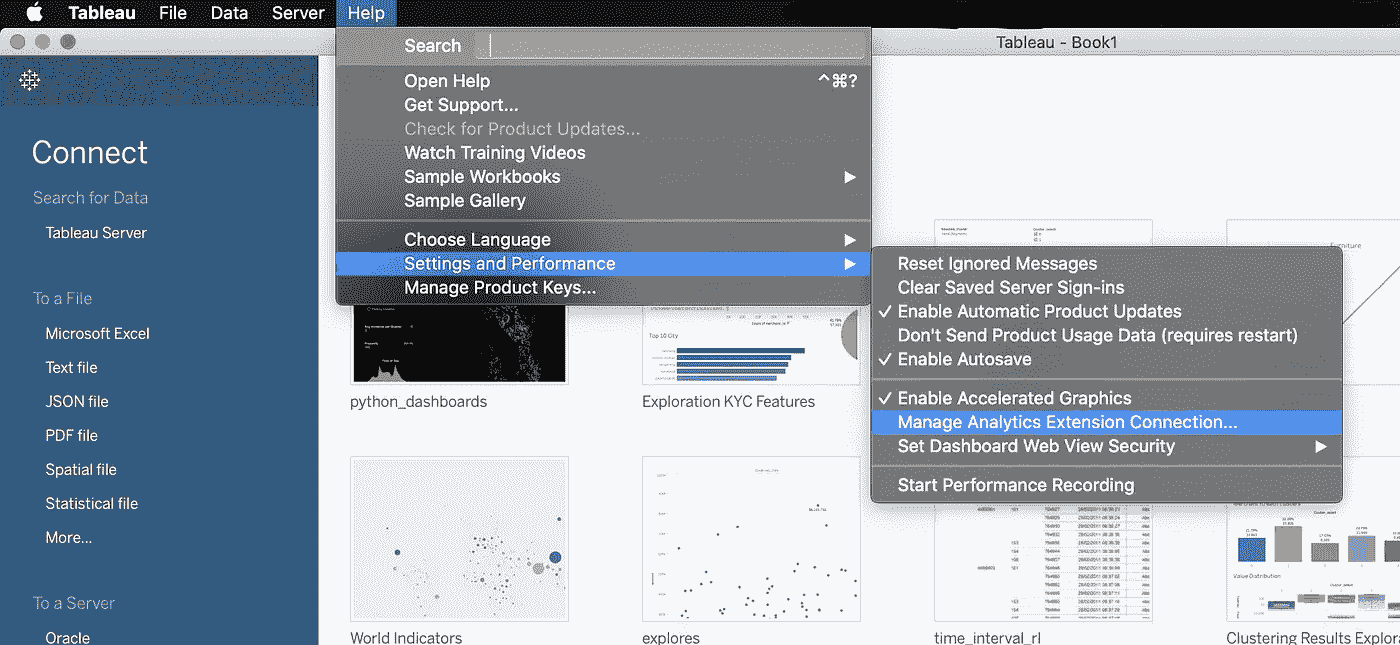 Tableau File Data Server Help
Tableau - Book1
Search
Open Help ^⌘?
Get Support...
Check for Product Updates...
Watch Training Videos
Sample Workbooks
Sample Gallery
Choose Language
Settings and Performance
Manage Product Keys...
Reset Ignored Messages
Clear Saved Server Sign-ins
✓ Enable Automatic Product Updates
Don't Send Product Usage Data (requires restart)
✓ Enable Autosave
✓ Enable Accelerated Graphics
Manage Analytics Extension Connection...
Set Dashboard Web View Security
Start Performance Recording
Connect
Search for Data
Tableau Server
To a File
Microsoft Excel
Text file
JSON file
PDF file
Spatial file
Statistical file
More...
To a Server
Oracle
Top 10 City
python_dashboards
Exploration KYC Features
Value Distribution
World Indicators
explores
time_interval_rl
Clustering Results Explora